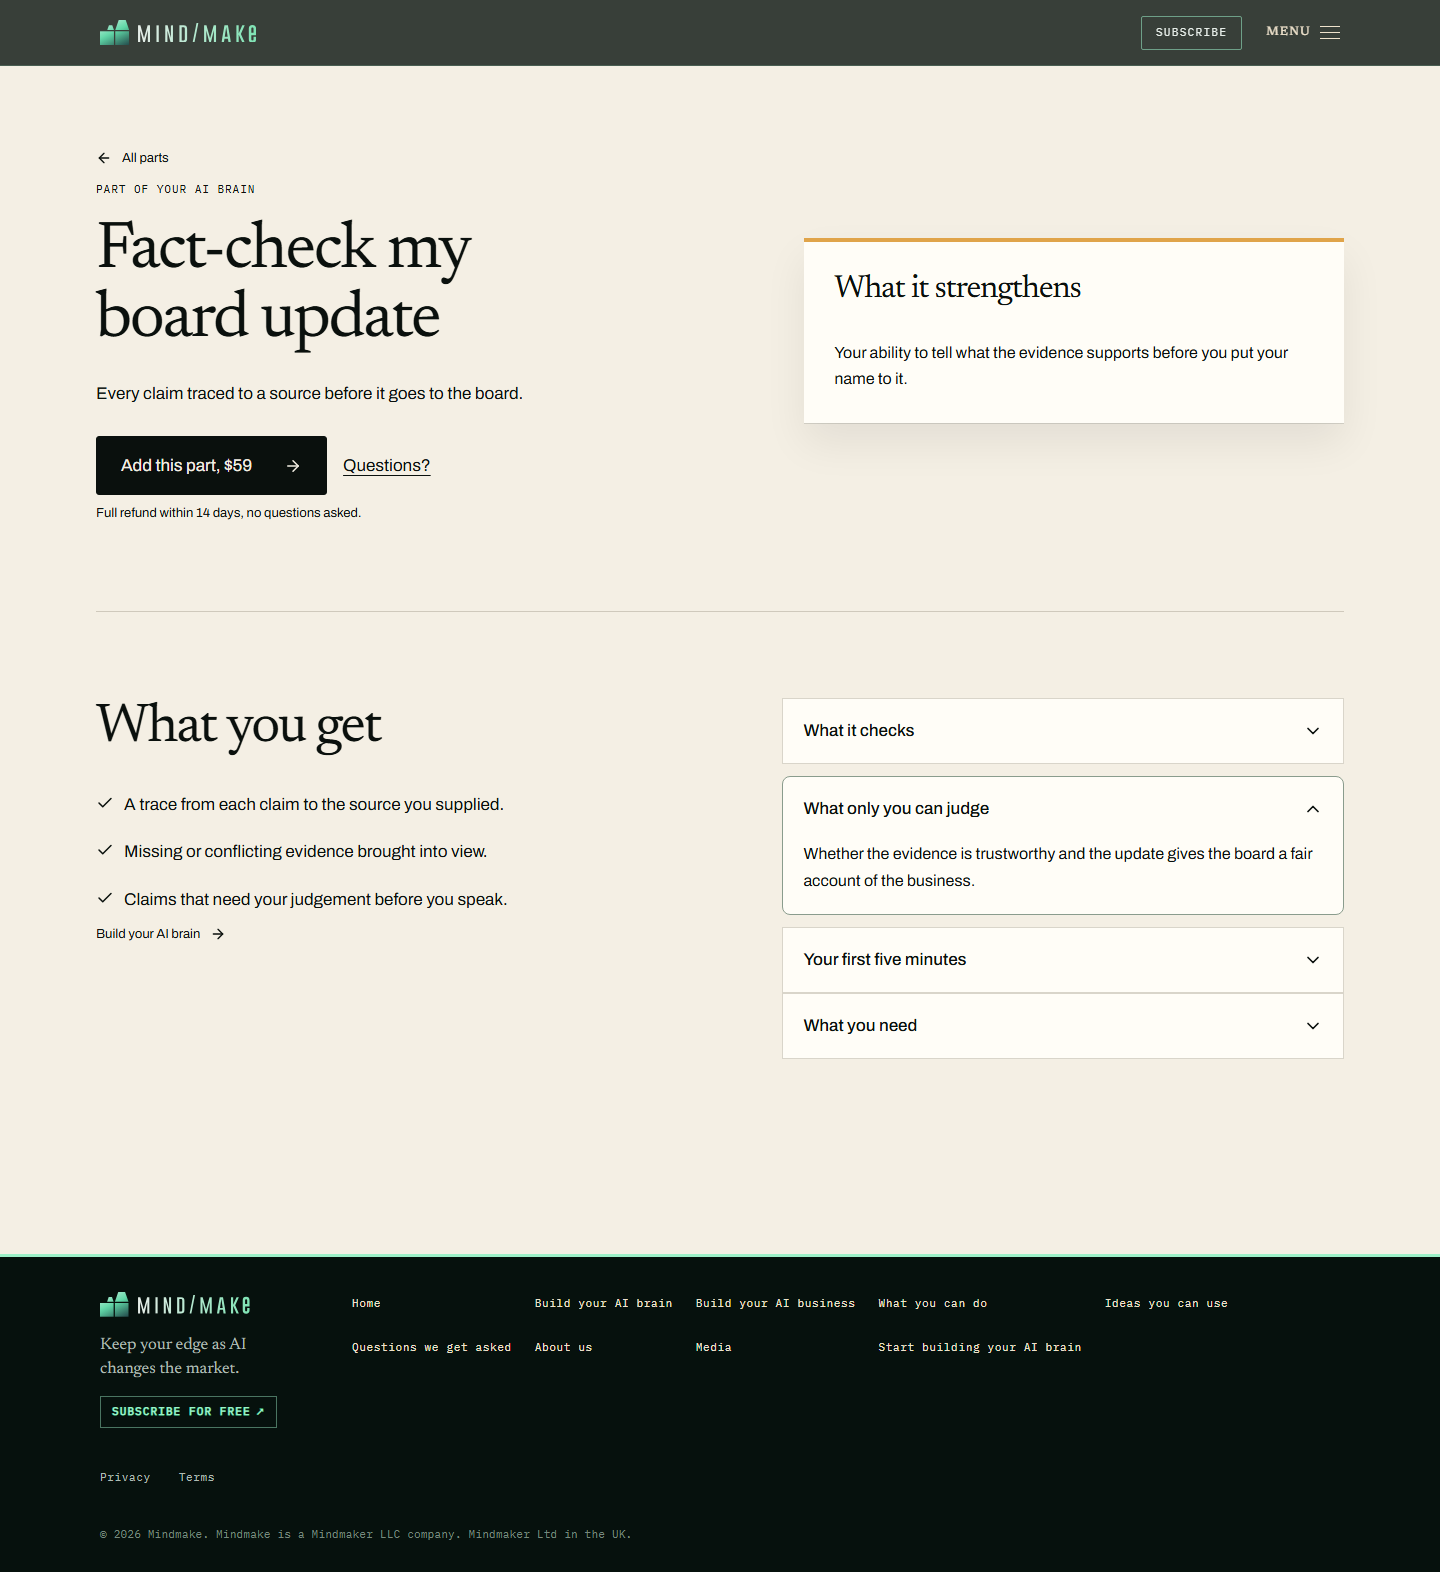 MIND/MAKE
SUBSCRIBE
MENU
All parts
PART OF YOUR AI BRAIN
Fact-check my
board update
Every claim traced to a source before it goes to the board.
Add this part, $59
Questions?
Full refund within 14 days, no questions asked.
What it strengthens
Your ability to tell what the evidence supports before you put your
name to it.
What you get
A trace from each claim to the source you supplied.
Missing or conflicting evidence brought into view.
Claims that need your judgement before you speak.
Build your AI brain
What it checks
What only you can judge
Whether the evidence is trustworthy and the update gives the board a fair
account of the business.
Your first five minutes
What you need
MIND/MAKE
Keep your edge as AI
changes the market.
SUBSCRIBE FOR FREE ↗
Home
Build your AI brain
Build your AI business
What you can do
Ideas you can use
Questions we get asked
About us
Media
Start building your AI brain
Privacy
Terms
© 2026 Mindmake. Mindmake is a Mindmaker LLC company. Mindmaker Ltd in the UK.